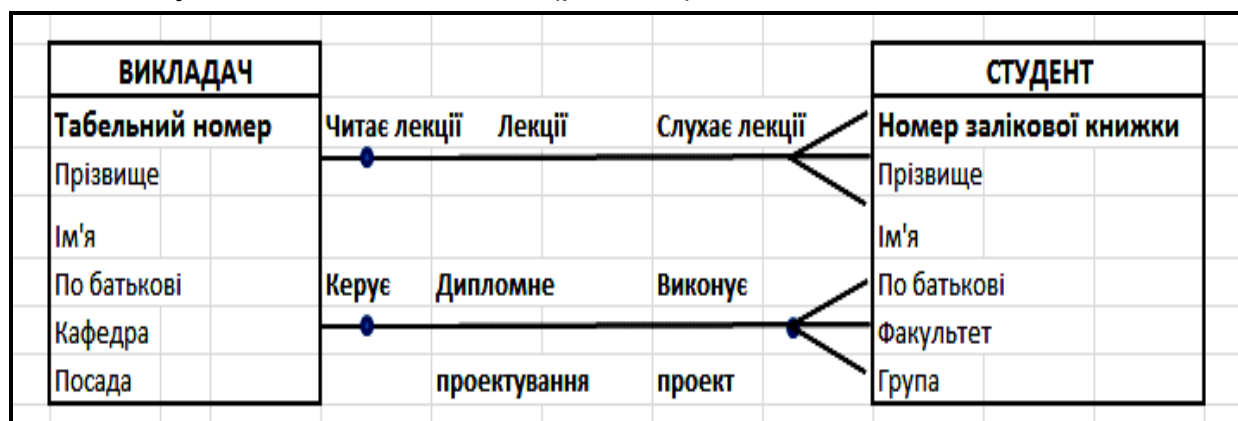 ВИКЛАДАЧ
Табельний номер
Прізвище
Ім'я
По батькові
Кафедра
Посада
Читає лекції Лекції Слухає лекції
Керує Дипломне Виконує
проектування проект
СТУДЕНТ
Номер залікової книжки
Прізвище
Ім'я
По батькові
Факультет
Група